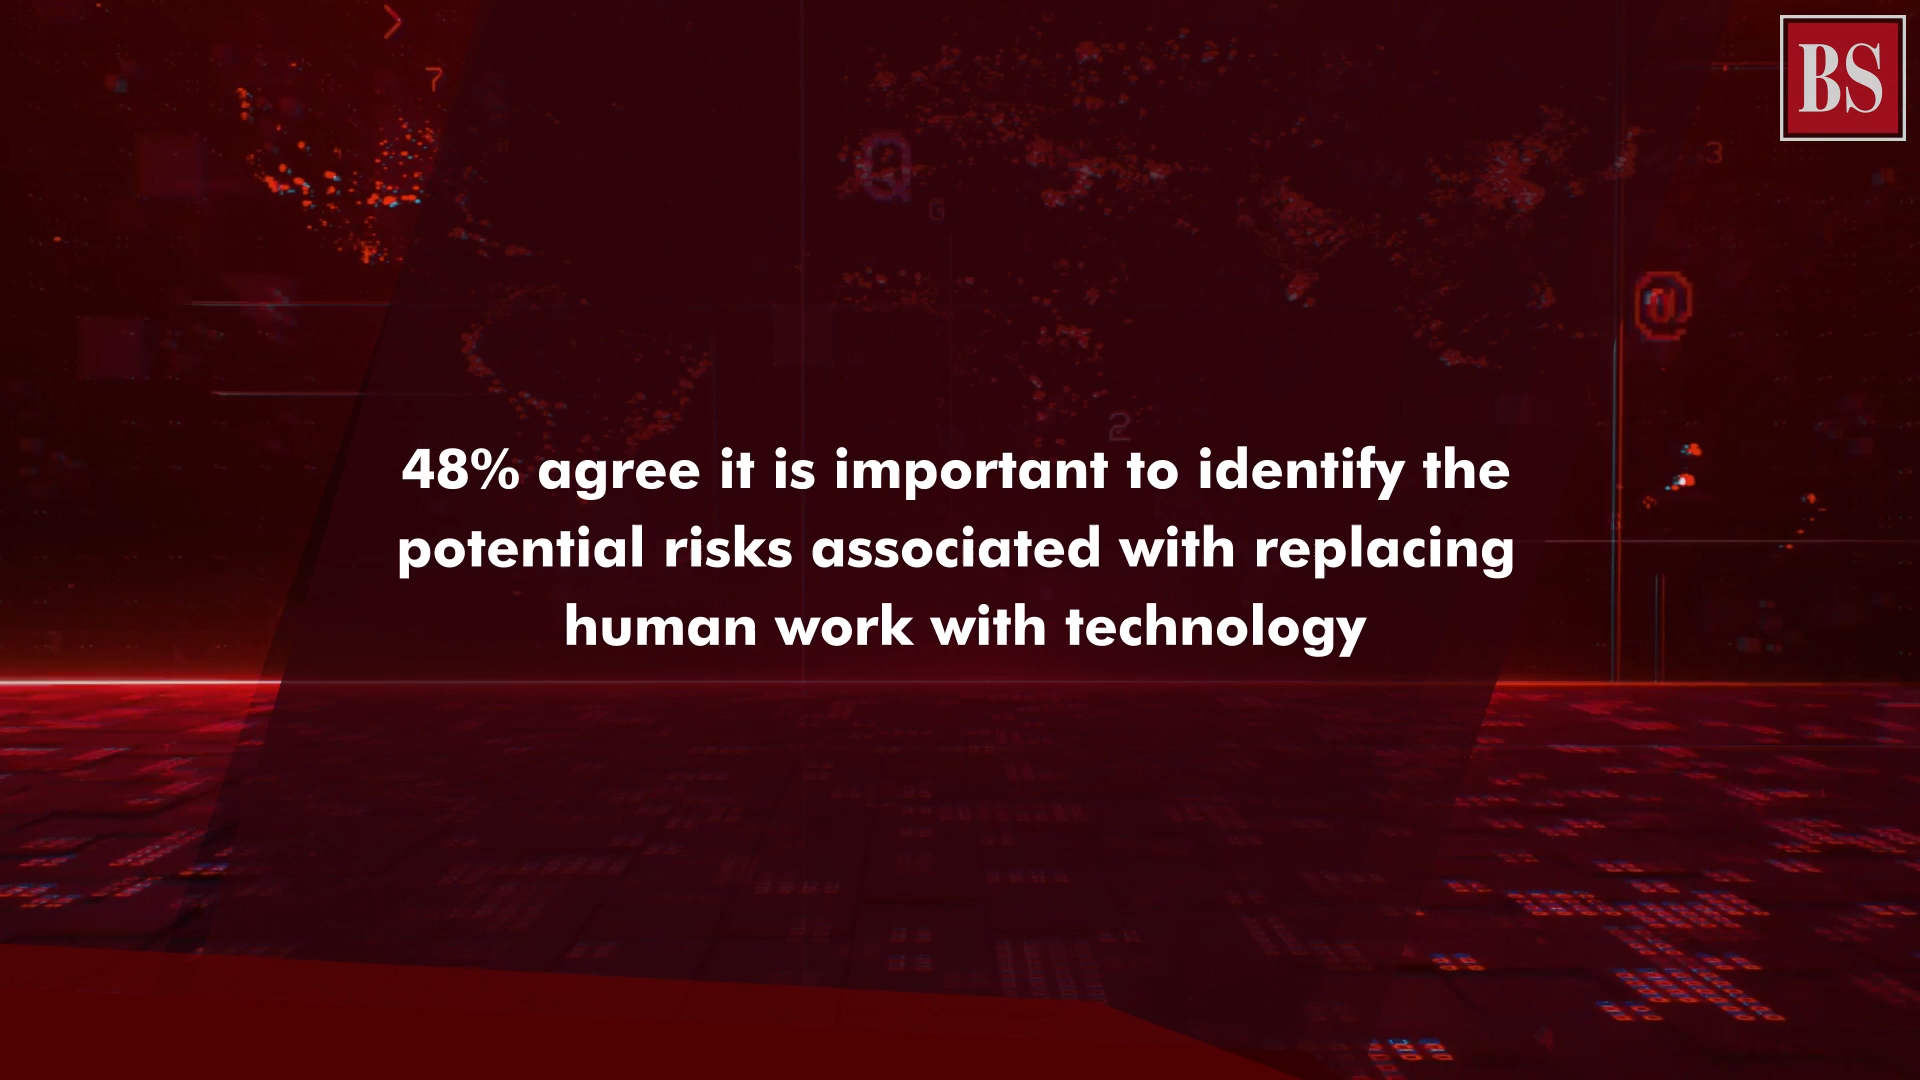 BS
48% agree it is important to identify the
potential risks associated with replacing
human work with technology